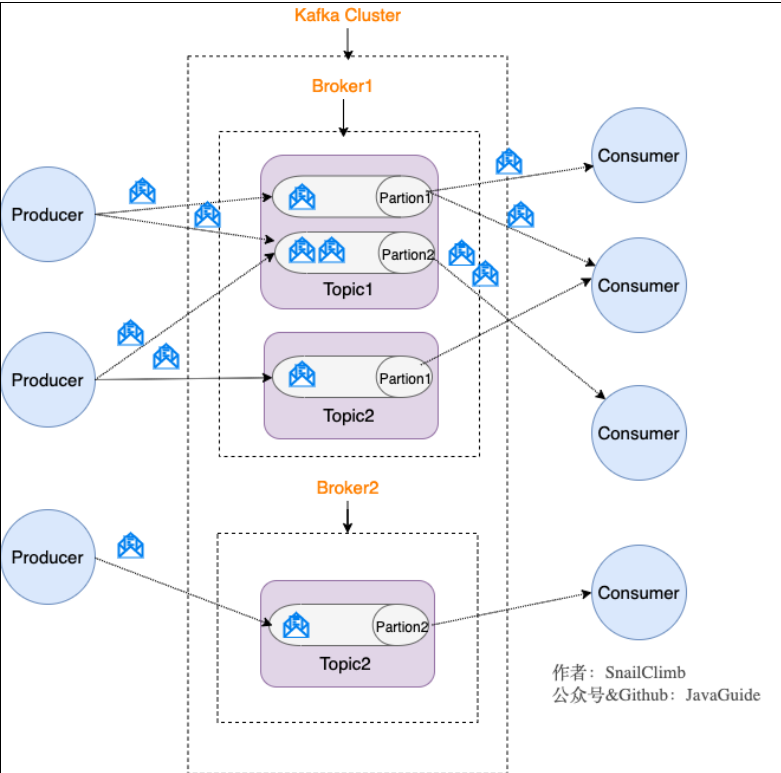 Kafka Cluster
Broker1
Producer
Partion1
Partion2
Topic1
Consumer
Consumer
Producer
Partion1
Topic2
Consumer
Broker2
Producer
Partion2
Topic2
Consumer
作者：SnailClimb
公众号&Github：JavaGuide